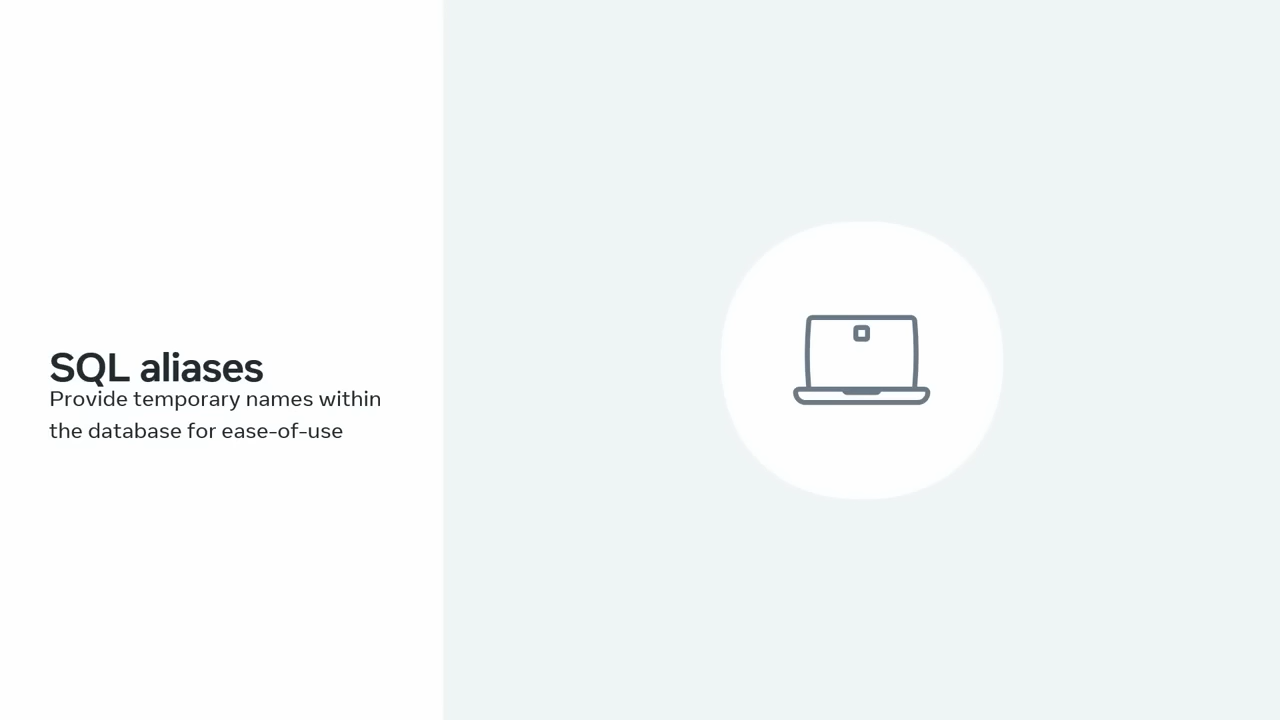 SQL aliases
Provide temporary names within
the database for ease-of-use